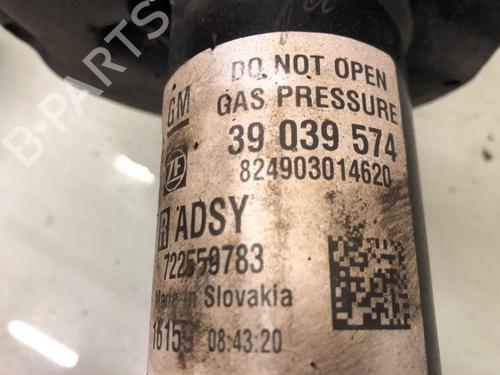 DO NOT OPEN
GAS PRESSURE
GM
39 039 574
ZF
824903014620
R ADSY
722559783
Made in Slovakia
16159 08:43:20
B-PARTS